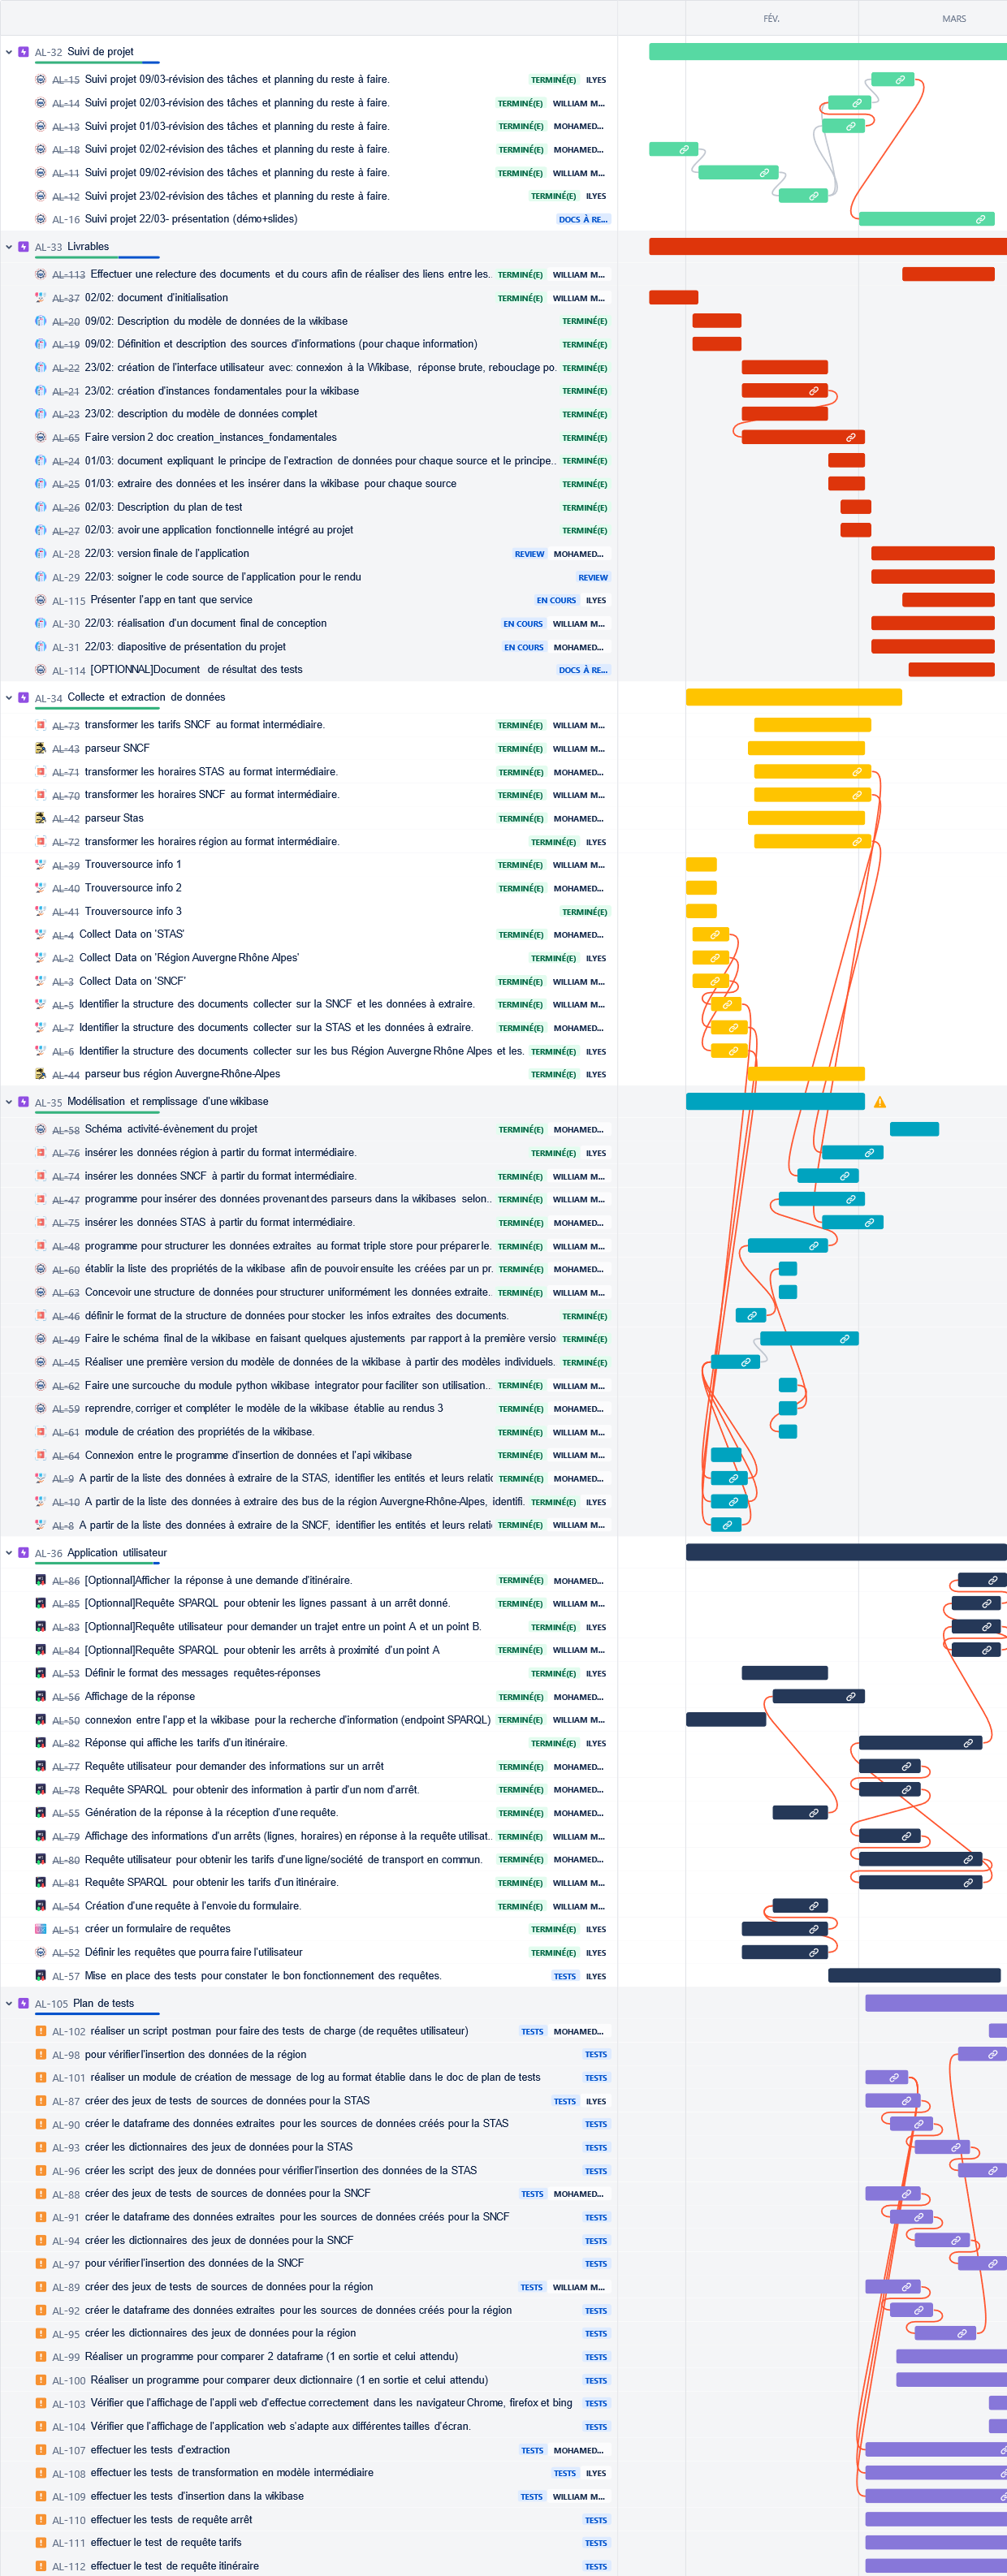 FÉV. MARS
AL-32 Suivi de projet
AL-15 Suivi projet 09/03-révision des tâches et planning du reste à faire. TERMINÉ(E) ILYES
AL-14 Suivi projet 02/03-révision des tâches et planning du reste à faire. TERMINÉ(E) WILLIAM M...
AL-13 Suivi projet 01/03-révision des tâches et planning du reste à faire. TERMINÉ(E) MOHAMED...
AL-18 Suivi projet 02/02-révision des tâches et planning du reste à faire. TERMINÉ(E) MOHAMED...
AL-11 Suivi projet 09/02-révision des tâches et planning du reste à faire. TERMINÉ(E) WILLIAM M...
AL-12 Suivi projet 23/02-révision des tâches et planning du reste à faire. TERMINÉ(E) ILYES
AL-16 Suivi projet 22/03- présentation (démo+slides) DOCS À RE...
AL-33 Livrables
AL-113 Effectuer une relecture des documents et du cours afin de réaliser des liens entre les.. TERMINÉ(E) WILLIAM M...
AL-37 02/02: document d'initialisation TERMINÉ(E) WILLIAM M...
AL-20 09/02: Description du modèle de données de la wikibase TERMINÉ(E)
AL-19 09/02: Définition et description des sources d'informations (pour chaque information) TERMINÉ(E)
AL-22 23/02: création de l'interface utilisateur avec: connexion à la Wikibase, réponse brute, rebouclage po. TERMINÉ(E)
AL-21 23/02: création d'instances fondamentales pour la wikibase TERMINÉ(E)
AL-23 23/02: description du modèle de données complet TERMINÉ(E)
AL-65 Faire version 2 doc creation_instances_fondamentales TERMINÉ(E)
AL-24 01/03: document expliquant le principe de l'extraction de données pour chaque source et le principe.. TERMINÉ(E)
AL-25 01/03: extraire des données et les insérer dans la wikibase pour chaque source TERMINÉ(E)
AL-26 02/03: Description du plan de test TERMINÉ(E)
AL-27 02/03: avoir une application fonctionnelle intégré au projet TERMINÉ(E)
AL-28 22/03: version finale de l'application REVIEW MOHAMED...
AL-29 22/03: soigner le code source de l'application pour le rendu REVIEW
AL-115 Présenter l'app en tant que service EN COURS ILYES
AL-30 22/03: réalisation d'un document final de conception EN COURS WILLIAM M...
AL-31 22/03: diapositive de présentation du projet EN COURS MOHAMED...
AL-114 [OPTIONNAL]Document de résultat des tests DOCS À RE...
AL-34 Collecte et extraction de données
AL-73 transformer les tarifs SNCF au format intermédiaire. TERMINÉ(E) WILLIAM M...
AL-43 parseur SNCF TERMINÉ(E) WILLIAM M...
AL-71 transformer les horaires STAS au format intermédiaire. TERMINÉ(E) MOHAMED...
AL-70 transformer les horaires SNCF au format intermédiaire. TERMINÉ(E) WILLIAM M...
AL-42 parseur Stas TERMINÉ(E) MOHAMED...
AL-72 transformer les horaires région au format intermédiaire. TERMINÉ(E) ILYES
AL-39 Trouver source info 1 TERMINÉ(E) WILLIAM M...
AL-40 Trouver source info 2 TERMINÉ(E) MOHAMED...
AL-41 Trouver source info 3 TERMINÉ(E)
AL-4 Collect Data on 'STAS' TERMINÉ(E) MOHAMED...
AL-2 Collect Data on 'Région Auvergne Rhône Alpes' TERMINÉ(E) ILYES
AL-3 Collect Data on 'SNCF' TERMINÉ(E) WILLIAM M...
AL-5 Identifier la structure des documents collecter sur la SNCF et les données à extraire. TERMINÉ(E) WILLIAM M...
AL-7 Identifier la structure des documents collecter sur la STAS et les données à extraire. TERMINÉ(E) MOHAMED...
AL-6 Identifier la structure des documents collecter sur les bus Région Auvergne Rhône Alpes et les. TERMINÉ(E) ILYES
AL-44 parseur bus région Auvergne-Rhône-Alpes TERMINÉ(E) ILYES
AL-35 Modélisation et remplissage d'une wikibase
AL-58 Schéma activité-évènement du projet TERMINÉ(E) MOHAMED...
AL-76 insérer les données région à partir du format intermédiaire. TERMINÉ(E) ILYES
AL-74 insérer les données SNCF à partir du format intermédiaire. TERMINÉ(E) WILLIAM M...
AL-47 programme pour insérer des données provenant des parseurs dans la wikibases selon.. TERMINÉ(E) WILLIAM M...
AL-75 insérer les données STAS à partir du format intermédiaire. TERMINÉ(E) MOHAMED...
AL-48 programme pour structurer les données extraites au format triple store pour préparer le. TERMINÉ(E) WILLIAM M...
AL-60 établir la liste des propriétés de la wikibase afin de pouvoir ensuite les créées par un pr. TERMINÉ(E) MOHAMED...
AL-63 Concevoir une structure de données pour structurer uniformément les données extraite.. TERMINÉ(E) WILLIAM M...
AL-46 définir le format de la structure de données pour stocker les infos extraites des documents. TERMINÉ(E)
AL-49 Faire le schéma final de la wikibase en faisant quelques ajustements par rapport à la première versio TERMINÉ(E)
AL-45 Réaliser une première version du modèle de données de la wikibase à partir des modèles individuels. TERMINÉ(E)
AL-62 Faire une surcouche du module python wikibase integrator pour faciliter son utilisation.. TERMINÉ(E) WILLIAM M...
AL-59 reprendre, corriger et compléter le modèle de la wikibase établie au rendus 3 TERMINÉ(E) MOHAMED...
AL-61 module de création des propriétés de la wikibase. TERMINÉ(E) WILLIAM M...
AL-64 Connexion entre le programme d'insertion de données et l'api wikibase TERMINÉ(E) WILLIAM M...
AL-9 A partir de la liste des données à extraire de la STAS, identifier les entités et leurs relatic TERMINÉ(E) MOHAMED...
AL-10 A partir de la liste des données à extraire des bus de la région Auvergne-Rhône-Alpes, identifi. TERMINÉ(E) ILYES
AL-8 A partir de la liste des données à extraire de la SNCF, identifier les entités et leurs relati TERMINÉ(E) WILLIAM M...
AL-36 Application utilisateur
AL-86 [Optionnal]Afficher la réponse à une demande d'itinéraire. TERMINÉ(E) MOHAMED...
AL-85 [Optionnal]Requête SPARQL pour obtenir les lignes passant à un arrêt donné. TERMINÉ(E) WILLIAM M...
AL-83 [Optionnal]Requête utilisateur pour demander un trajet entre un point A et un point B. TERMINÉ(E) ILYES
AL-84 [Optionnal]Requête SPARQL pour obtenir les arrêts à proximité d'un point A TERMINÉ(E) WILLIAM M...
AL-53 Définir le format des messages requêtes-réponses TERMINÉ(E) ILYES
AL-56 Affichage de la réponse TERMINÉ(E) MOHAMED...
AL-50 connexion entre l'app et la wikibase pour la recherche d'information (endpoint SPARQL) TERMINÉ(E) WILLIAM M...
AL-82 Réponse qui affiche les tarifs d'un itinéraire. TERMINÉ(E) ILYES
AL-77 Requête utilisateur pour demander des informations sur un arrêt TERMINÉ(E) MOHAMED...
AL-78 Requête SPARQL pour obtenir des information à partir d'un nom d'arrêt. TERMINÉ(E) MOHAMED...
AL-55 Génération de la réponse à la réception d'une requête. TERMINÉ(E) MOHAMED...
AL-79 Affichage des informations d'un arrêts (lignes, horaires) en réponse à la requête utilisat.. TERMINÉ(E) WILLIAM M...
AL-80 Requête utilisateur pour obtenir les tarifs d'une ligne/société de transport en commun. TERMINÉ(E) MOHAMED...
AL-81 Requête SPARQL pour obtenir les tarifs d'un itinéraire. TERMINÉ(E) WILLIAM M...
AL-54 Création d'une requête à l'envoie du formulaire. TERMINÉ(E) WILLIAM M...
AL-51 créer un formulaire de requêtes TERMINÉ(E) ILYES
AL-52 Définir les requêtes que pourra faire l'utilisateur TERMINÉ(E) ILYES
AL-57 Mise en place des tests pour constater le bon fonctionnement des requêtes. TESTS ILYES
AL-105 Plan de tests
AL-102 réaliser un script postman pour faire des tests de charge (de requêtes utilisateur) TESTS MOHAMED...
AL-98 pour vérifier l'insertion des données de la région TESTS
AL-101 réaliser un module de création de message de log au format établie dans le doc de plan de tests TESTS
AL-87 créer des jeux de tests de sources de données pour la STAS TESTS ILYES
AL-90 créer le dataframe des données extraites pour les sources de données créés pour la STAS TESTS
AL-93 créer les dictionnaires des jeux de données pour la STAS TESTS
AL-96 créer les script des jeux de données pour vérifier l'insertion des données de la STAS TESTS
AL-88 créer des jeux de tests de sources de données pour la SNCF TESTS MOHAMED...
AL-91 créer le dataframe des données extraites pour les sources de données créés pour la SNCF TESTS
AL-94 créer les dictionnaires des jeux de données pour la SNCF TESTS
AL-97 pour vérifier l'insertion des données de la SNCF TESTS
AL-89 créer des jeux de tests de sources de données pour la région TESTS WILLIAM M...
AL-92 créer le dataframe des données extraites pour les sources de données créés pour la région TESTS
AL-95 créer les dictionnaires des jeux de données pour la région TESTS
AL-99 Réaliser un programme pour comparer 2 dataframe (1 en sortie et celui attendu) TESTS
AL-100 Réaliser un programme pour comparer deux dictionnaire (1 en sortie et celui attendu) TESTS
AL-103 Vérifier que l'affichage de l'appli web d'effectue correctement dans les navigateur Chrome, firefox et bing TESTS
AL-104 Vérifier que l'affichage de l'application web s'adapte aux différentes tailles d'écran. TESTS
AL-107 effectuer les tests d'extraction TESTS MOHAMED...
AL-108 effectuer les tests de transformation en modèle intermédiaire TESTS ILYES
AL-109 effectuer les tests d'insertion dans la wikibase TESTS WILLIAM M...
AL-110 effectuer les tests de requête arrêt TESTS
AL-111 effectuer le test de requête tarifs TESTS
AL-112 effectuer le test de requête itinéraire TESTS